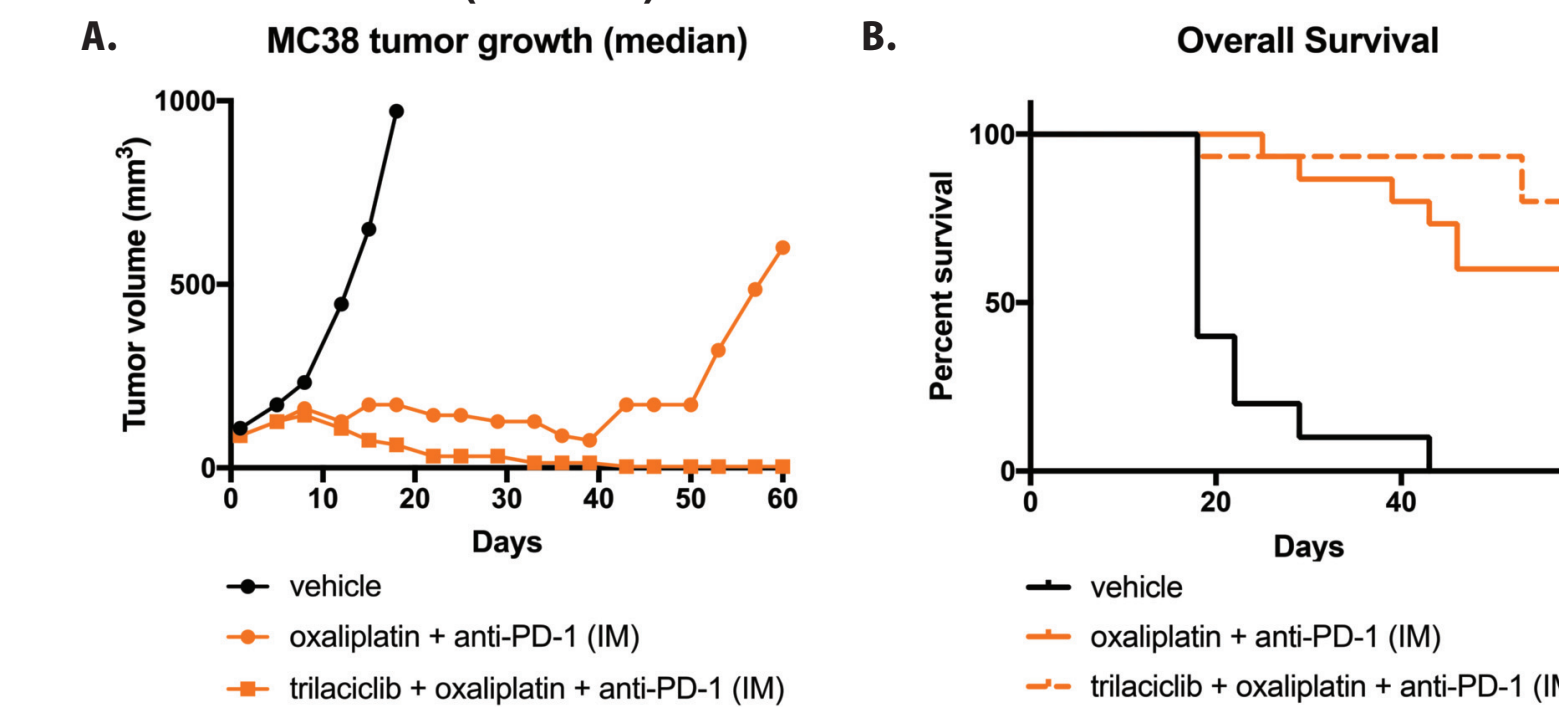 A.
MC38 tumor growth (median)
1000
500
0
Tumor volume (mm³)
0 10 20 30 40 50 60
Days
vehicle
oxaliplatin + anti-PD-1 (IM)
trilaciclib + oxaliplatin + anti-PD-1 (IM)
B.
Overall Survival
100
50
0
Percent survival
0 20 40
Days
vehicle
oxaliplatin + anti-PD-1 (IM)
trilaciclib + oxaliplatin + anti-PD-1